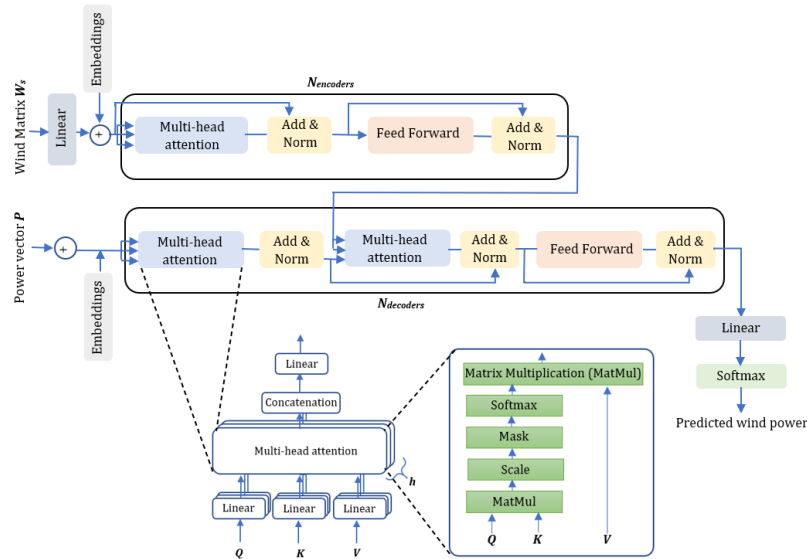 Wind Matrix Ws
Linear
Embeddings
+
Nencoders
Multi-head
attention
Add &
Norm
Feed Forward
Add &
Norm
Power vector P
+
Embeddings
Multi-head
attention
Add &
Norm
Multi-head
attention
Add &
Norm
Feed Forward
Add &
Norm
Ndecoders
Linear
Softmax
Predicted wind power
Linear
Concatenation
Multi-head attention
h
Linear
Linear
Linear
Q
K
V
Matrix Multiplication (MatMul)
Softmax
Mask
Scale
MatMul
Q
K
V